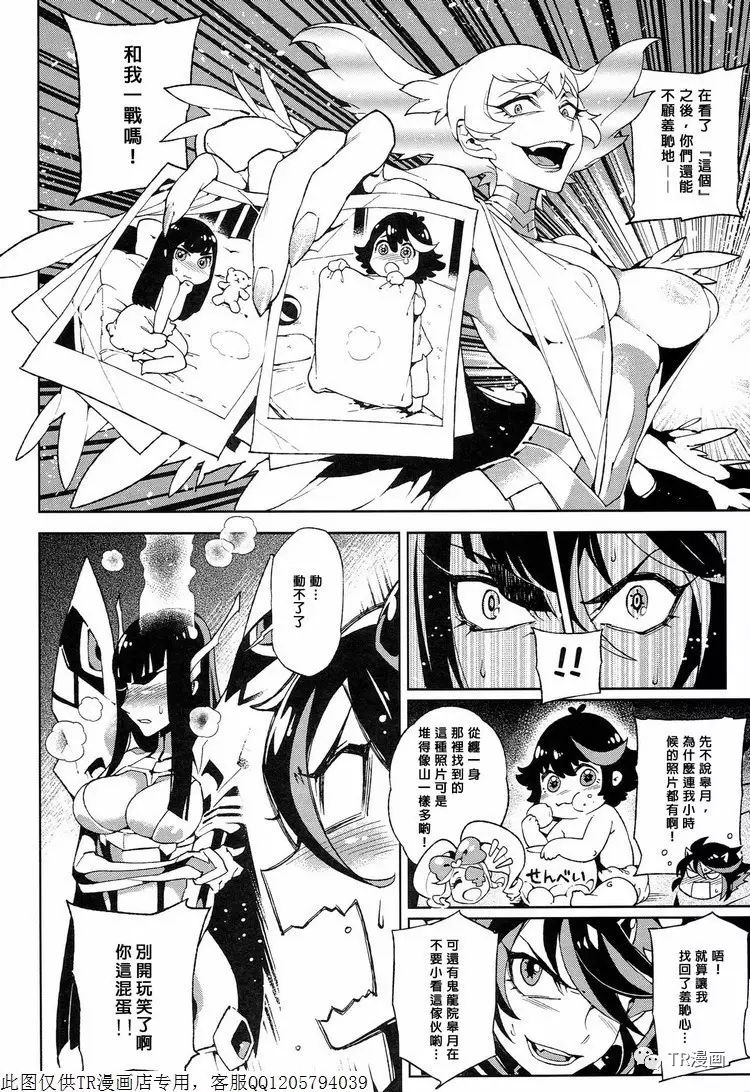 在看了『這個』
之後，你們還能
不顧羞恥地——
和我一戰嗎！
!!
先不說皋月，
為什麼連我小時
候的照片都有啊！
從纏一身
那裡找到的
這種照片可是
堆得像山一樣多喲！
せんべい
唔！
就算讓我
找回了羞恥心…
可還有鬼龍院皋月在
不要小看這傢伙喲…
動…
動不了了
別開玩笑了啊
你這混蛋！！
TR漫画
此图仅供TR漫画店专用，客服QQ1205794039